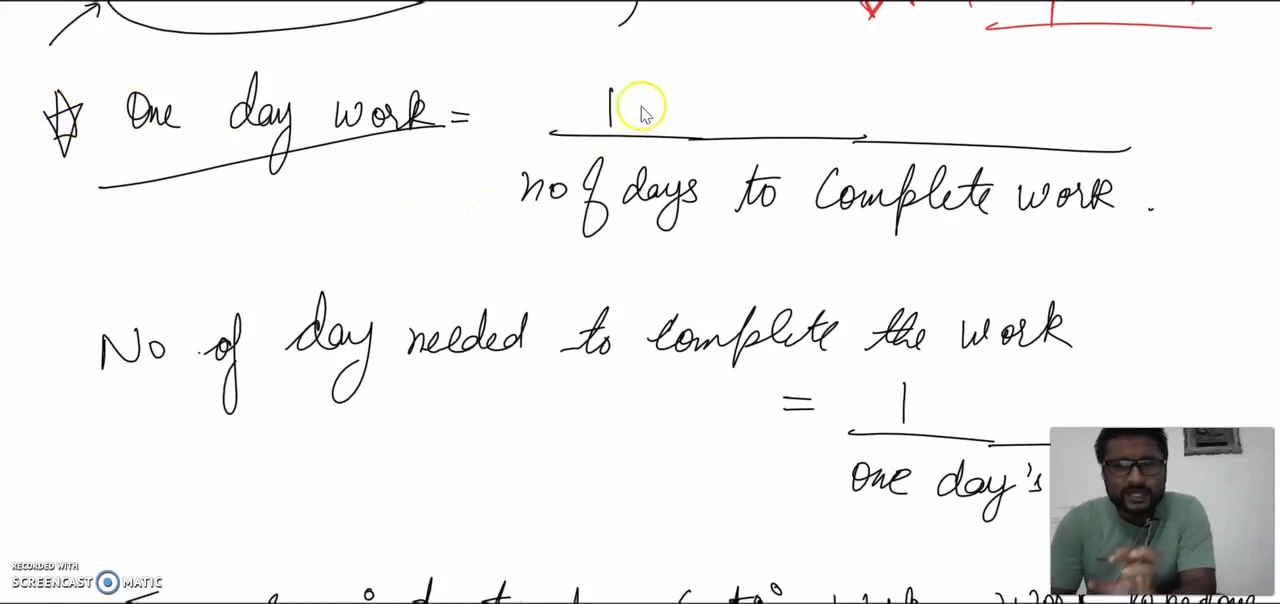 One day work = 1
no of days to complete work.
No of day needed to complete the work
= 1
one day's
RECORDED WITH
SCREENCAST MATIC